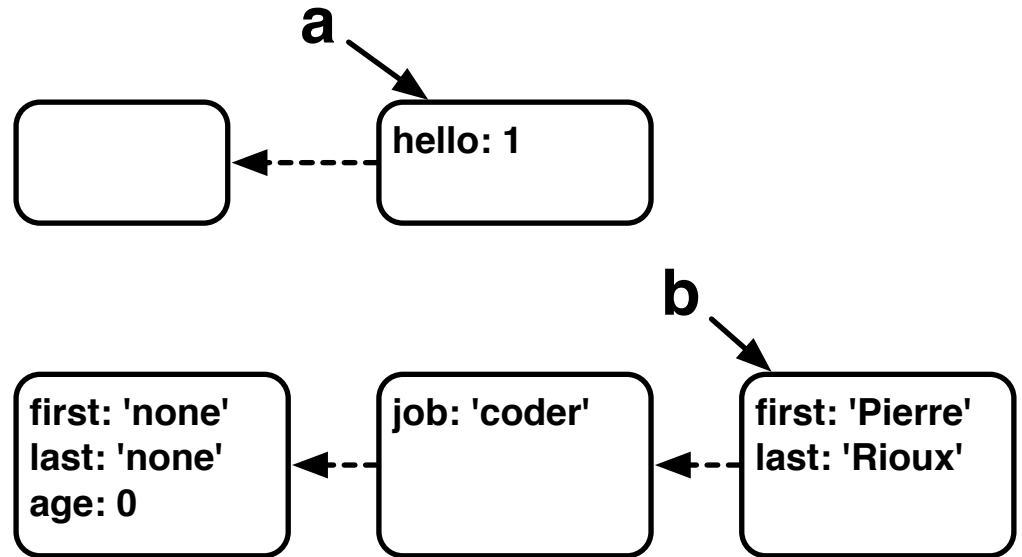 a
hello: 1
b
first: 'none'
last: 'none'
age: 0
job: 'coder'
first: 'Pierre'
last: 'Rioux'